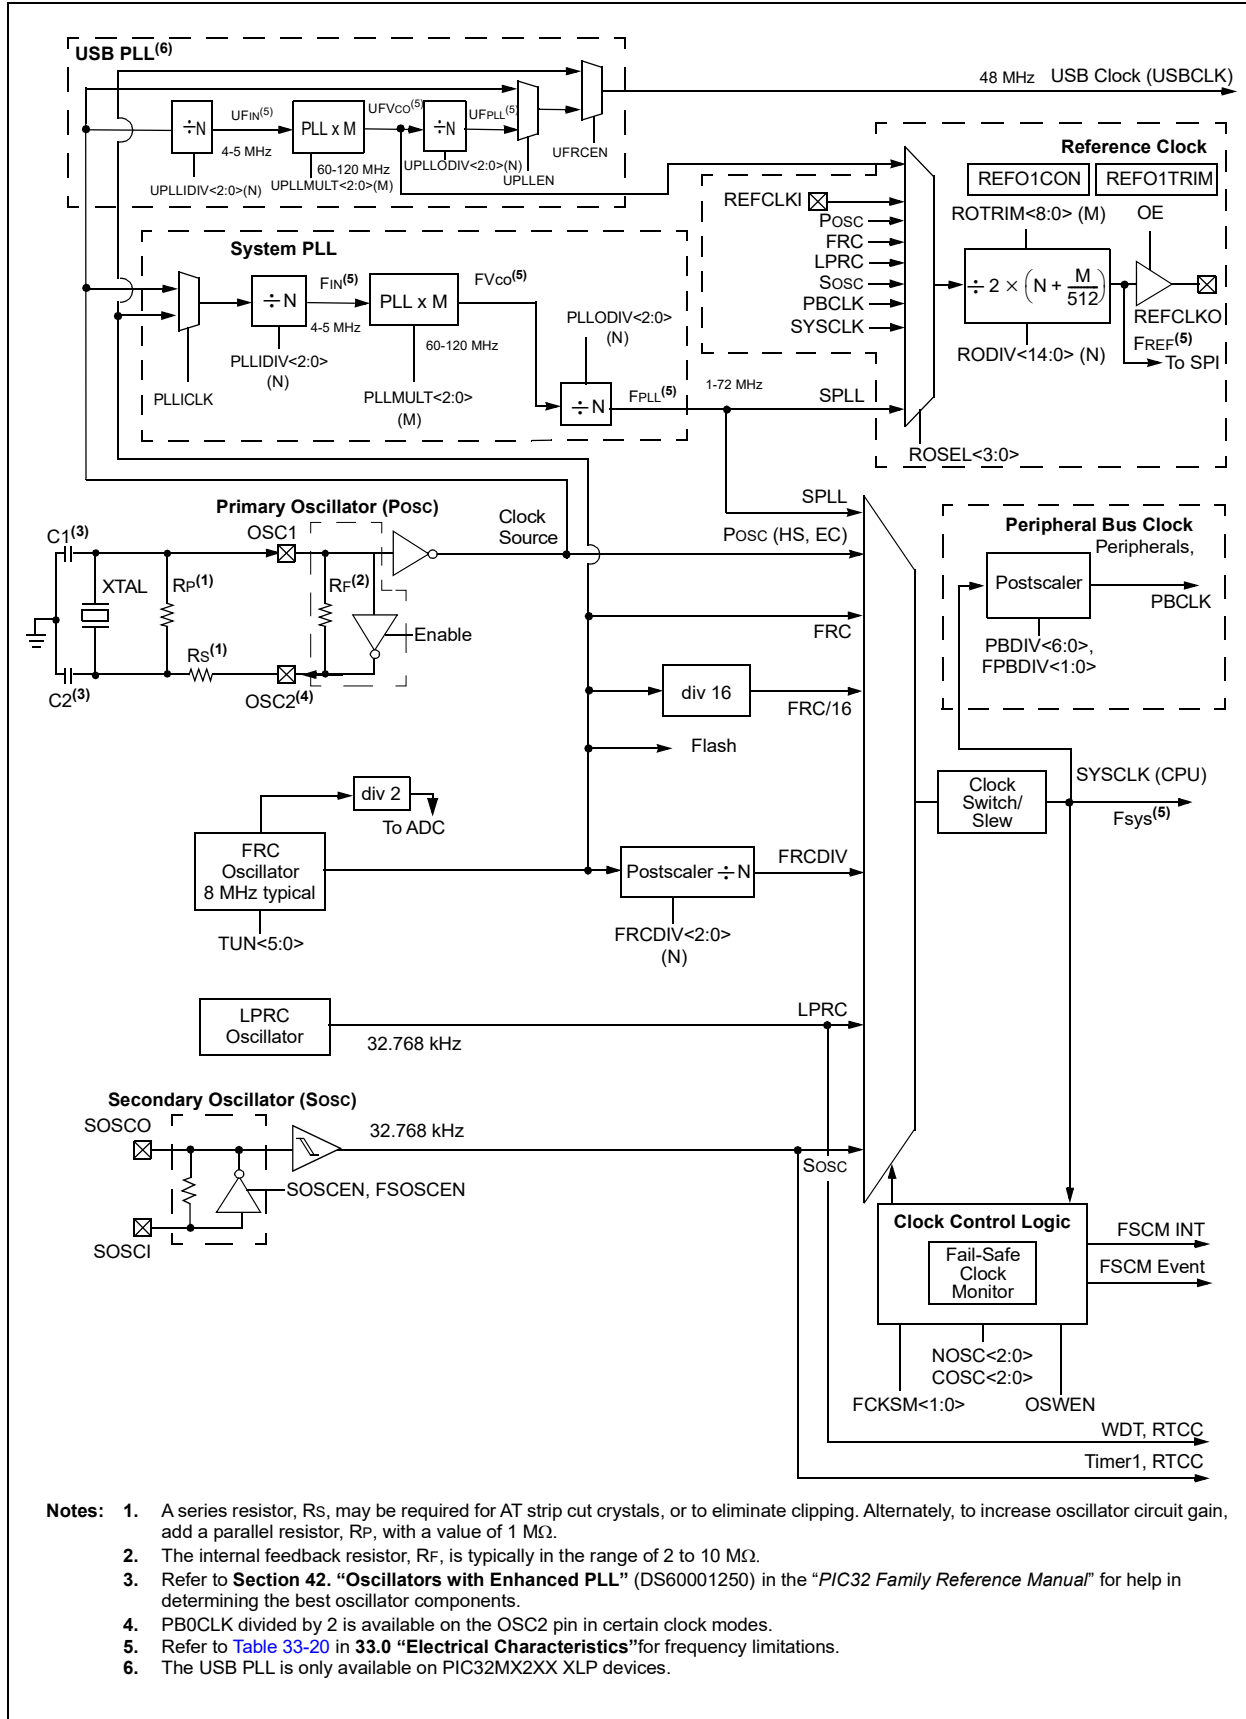 USB PLL(6)
48 MHz USB Clock (USBCLK)
÷N
UFIN(5)
4-5 MHz
PLL x M
UFVCO(5)
÷N
UFPLL(5)
60-120 MHz
UPLLIDIV<2:0>(N)
UPLLMULT<2:0>(M)
UPLLODIV<2:0>(N)
UPLLEN
UFRCEN
Reference Clock
REFO1CON
REFO1TRIM
REFCLKI
POSC
FRC
LPRC
SOSC
PBCLK
SYSCLK
SPLL
ROTRIM<8:0> (M)
OE
÷ 2 × (N + M/512)
REFCLKO
RODIV<14:0> (N)
FREF(5)
To SPI
ROSEL<3:0>
System PLL
÷N
FIN(5)
4-5 MHz
PLL x M
FVco(5)
60-120 MHz
PLLIDIV<2:0>
(N)
PLLICLK
PLLMULT<2:0>
(M)
PLLODIV<2:0>
(N)
÷N
FPLL(5)
1-72 MHz
Primary Oscillator (POSC)
C1(3)
OSC1
Clock
Source
XTAL
RP(1)
RF(2)
Enable
RS(1)
C2(3)
OSC2(4)
SPLL
POSC (HS, EC)
FRC
div 16
FRC/16
Flash
Peripheral Bus Clock
Peripherals,
Postscaler
PBCLK
PBDIV<6:0>,
FPBDIV<1:0>
div 2
To ADC
FRC
Oscillator
8 MHz typical
TUN<5:0>
Postscaler ÷N
FRCDIV
FRCDIV<2:0>
(N)
Clock
Switch/
Slew
SYSCLK (CPU)
Fsys(5)
LPRC
Oscillator
32.768 kHz
LPRC
Secondary Oscillator (SOSC)
SOSCO
32.768 kHz
SOSC
SOSCEN, FSOSCEN
SOSCI
Clock Control Logic
Fail-Safe
Clock
Monitor
FSCM INT
FSCM Event
NOSC<2:0>
COSC<2:0>
FCKSM<1:0>
OSWEN
WDT, RTCC
Timer1, RTCC
Notes: 1. A series resistor, RS, may be required for AT strip cut crystals, or to eliminate clipping. Alternately, to increase oscillator circuit gain,
add a parallel resistor, RP, with a value of 1 MΩ.
2. The internal feedback resistor, RF, is typically in the range of 2 to 10 MΩ.
3. Refer to Section 42. “Oscillators with Enhanced PLL” (DS60001250) in the “PIC32 Family Reference Manual” for help in
determining the best oscillator components.
4. PB0CLK divided by 2 is available on the OSC2 pin in certain clock modes.
5. Refer to Table 33-20 in 33.0 “Electrical Characteristics”for frequency limitations.
6. The USB PLL is only available on PIC32MX2XX XLP devices.